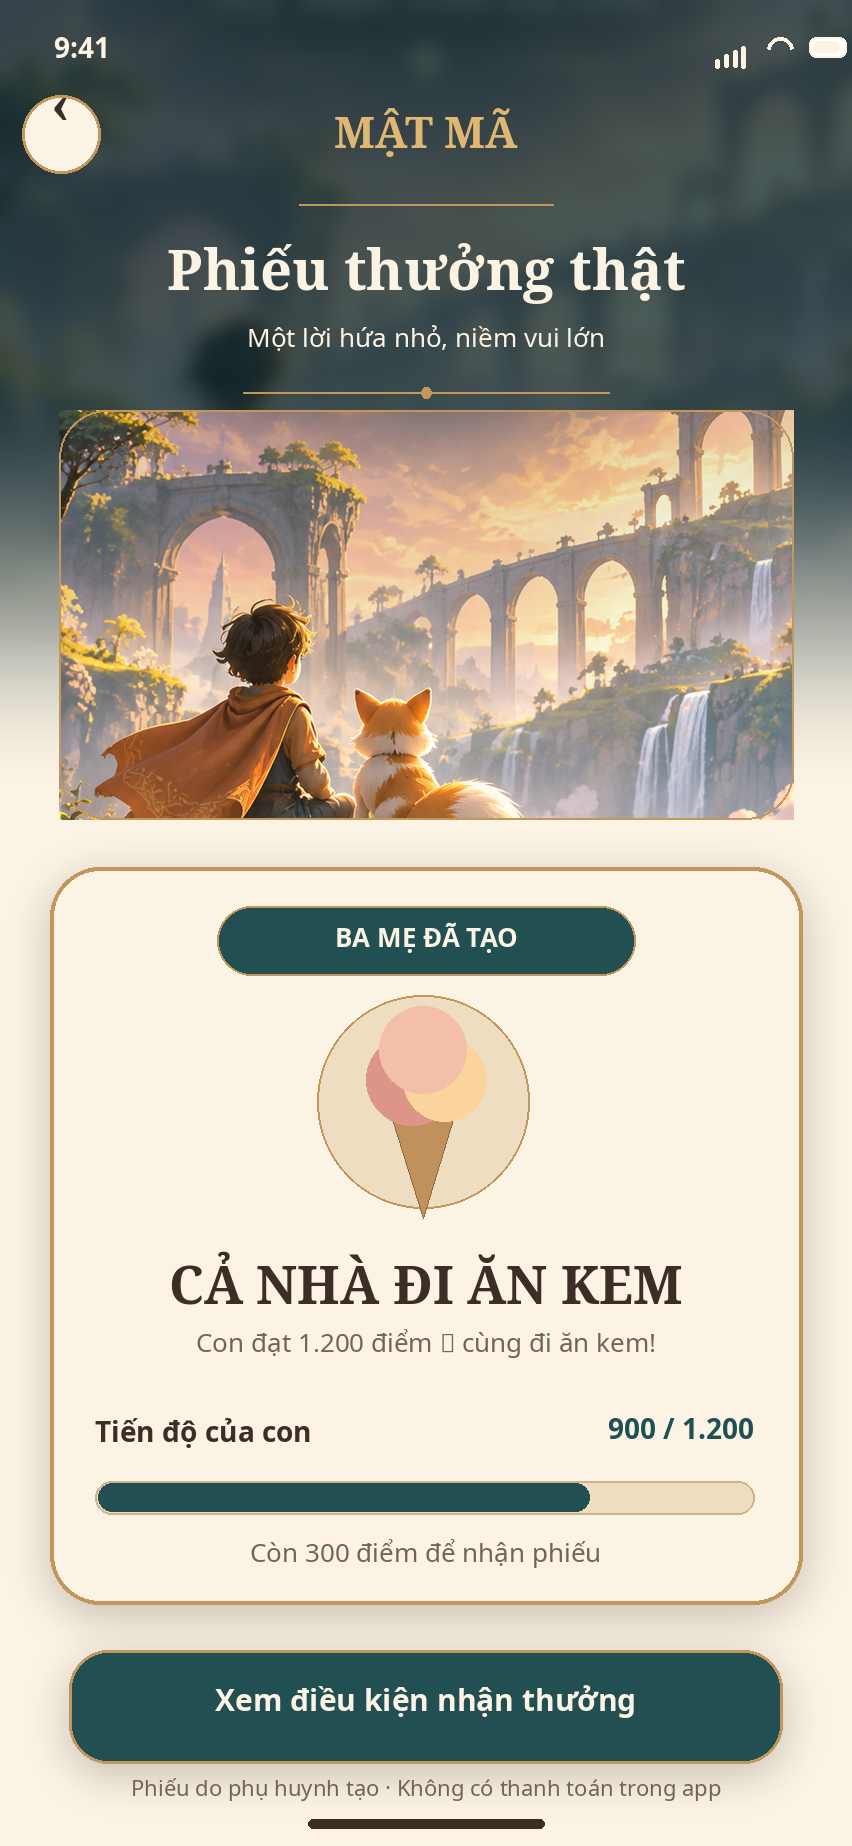 9:41
MẬT MÃ
Phiếu thưởng thật
Một lời hứa nhỏ, niềm vui lớn
BA MẸ ĐÃ TẠO
CẢ NHÀ ĐI ĂN KEM
Con đạt 1.200 điểm ▯ cùng đi ăn kem!
Tiến độ của con
900 / 1.200
Còn 300 điểm để nhận phiếu
Xem điều kiện nhận thưởng
Phiếu do phụ huynh tạo · Không có thanh toán trong app